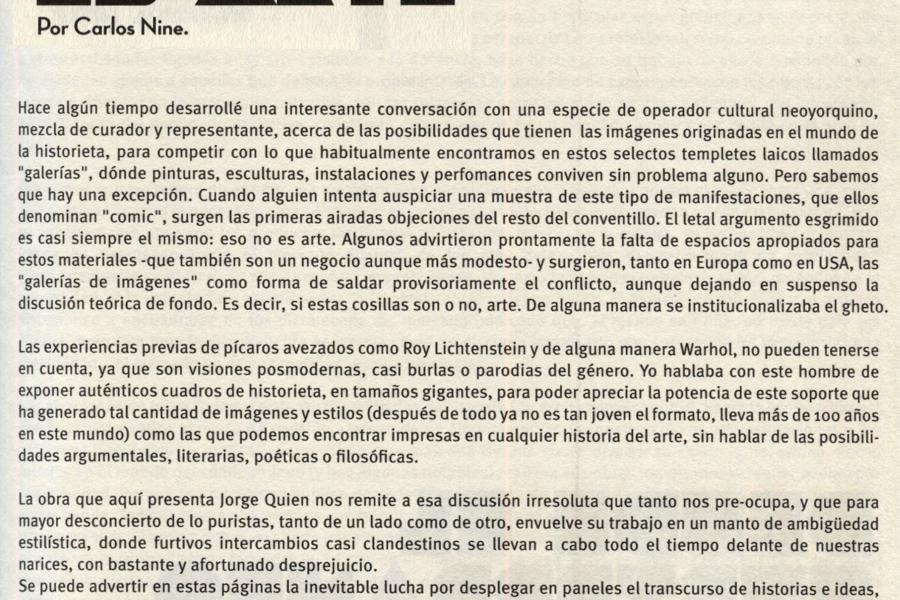 Por Carlos Nine.
Hace algún tiempo desarrollé una interesante conversación con una especie de operador cultural neoyorquino,
mezcla de curador y representante, acerca de las posibilidades que tienen las imágenes originadas en el mundo de
la historieta, para competir con lo que habitualmente encontramos en estos selectos templetes laicos llamados
"galerías", dónde pinturas, esculturas, instalaciones y perfomances conviven sin problema alguno. Pero sabemos
que hay una excepción. Cuando alguien intenta auspiciar una muestra de este tipo de manifestaciones, que ellos
denominan "comic", surgen las primeras airadas objeciones del resto del conventillo. El letal argumento esgrimido
es casi siempre el mismo: eso no es arte. Algunos advirtieron prontamente la falta de espacios apropiados para
estos materiales -que también son un negocio aunque más modesto- y surgieron, tanto en Europa como en USA, las
"galerías de imágenes" como forma de saldar provisoriamente el conflicto, aunque dejando en suspenso la
discusión teórica de fondo. Es decir, si estas cosillas son o no, arte. De alguna manera se institucionalizaba el gheto.
Las experiencias previas de pícaros avezados como Roy Lichtenstein y de alguna manera Warhol, no pueden tenerse
en cuenta, ya que son visiones posmodernas, casi burlas o parodias del género. Yo hablaba con este hombre de
exponer auténticos cuadros de historieta, en tamaños gigantes, para poder apreciar la potencia de este soporte que
ha generado tal cantidad de imágenes y estilos (después de todo ya no es tan joven el formato, lleva más de 100 años
en este mundo) como las que podemos encontrar impresas en cualquier historia del arte, sin hablar de las posibili-
dades argumentales, literarias, poéticas o filosóficas.
La obra que aquí presenta Jorge Quien nos remite a esa discusión irresoluta que tanto nos pre-ocupa, y que para
mayor desconcierto de lo puristas, tanto de un lado como de otro, envuelve su trabajo en un manto de ambigüedad
estilística, donde furtivos intercambios casi clandestinos se llevan a cabo todo el tiempo delante de nuestras
narices, con bastante y afortunado desprejuicio.
Se puede advertir en estas páginas la inevitable lucha por desplegar en paneles el transcurso de historias e ideas,